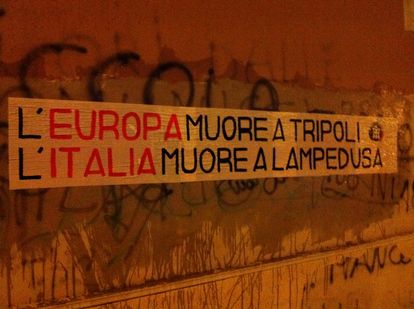 L'EUROPA MUORE A TRIPOLI
L'ITALIA MUORE A LAMPEDUSA